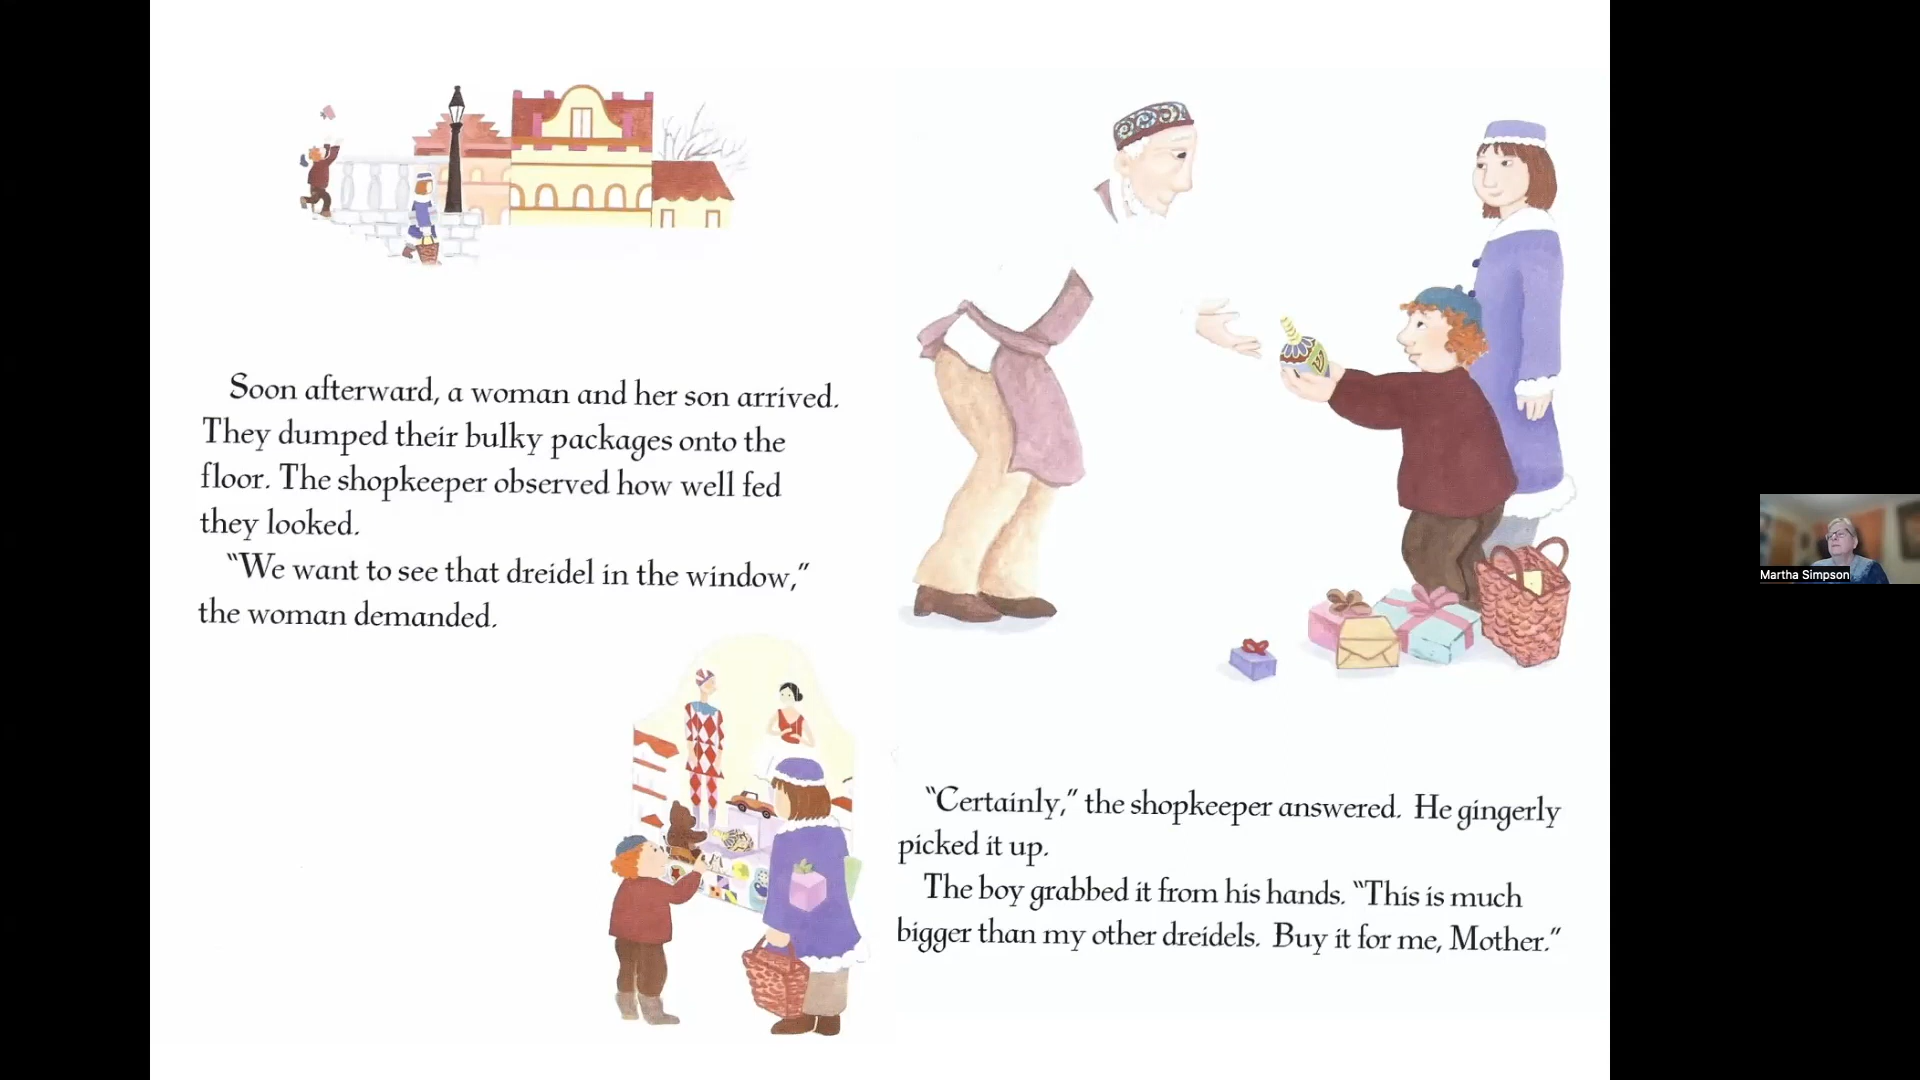 Soon afterward, a woman and her son arrived.
They dumped their bulky packages onto the
floor. The shopkeeper observed how well fed
they looked.
“We want to see that dreidel in the window,”
the woman demanded.
“Certainly,” the shopkeeper answered. He gingerly
picked it up.
The boy grabbed it from his hands. “This is much
bigger than my other dreidels. Buy it for me, Mother.”
ש
Martha Simpson